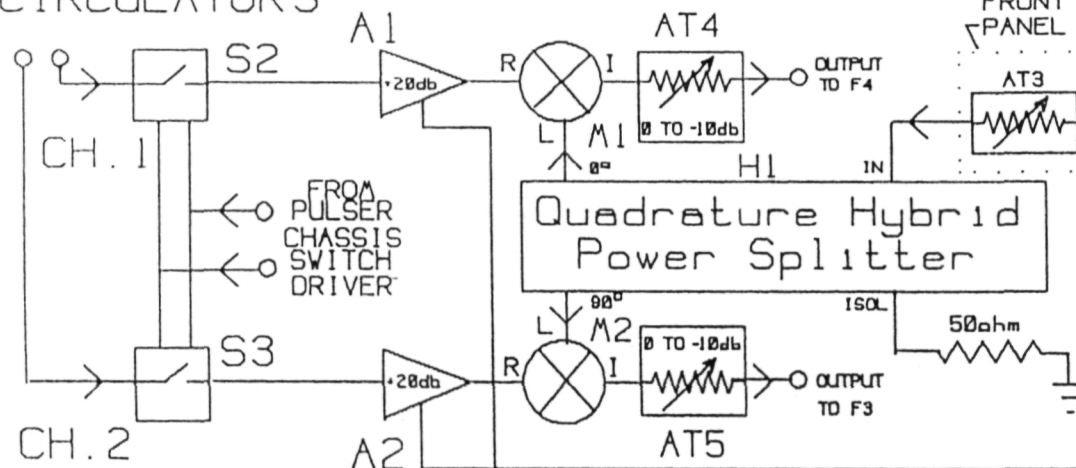 CIRCULATORS
FRONT
PANEL
A1
AT4
S2
+20db
R
I
OUTPUT
TO F4
AT3
L
M1
0 TO -10db
CH.1
0°
H1
IN
FROM
PULSER
CHASSIS
SWITCH
DRIVER
Quadrature Hybrid
Power Splitter
90°
ISOL
L
M2
50ohm
S3
0 TO -10db
+20db
R
I
OUTPUT
TO F3
CH.2
A2
AT5